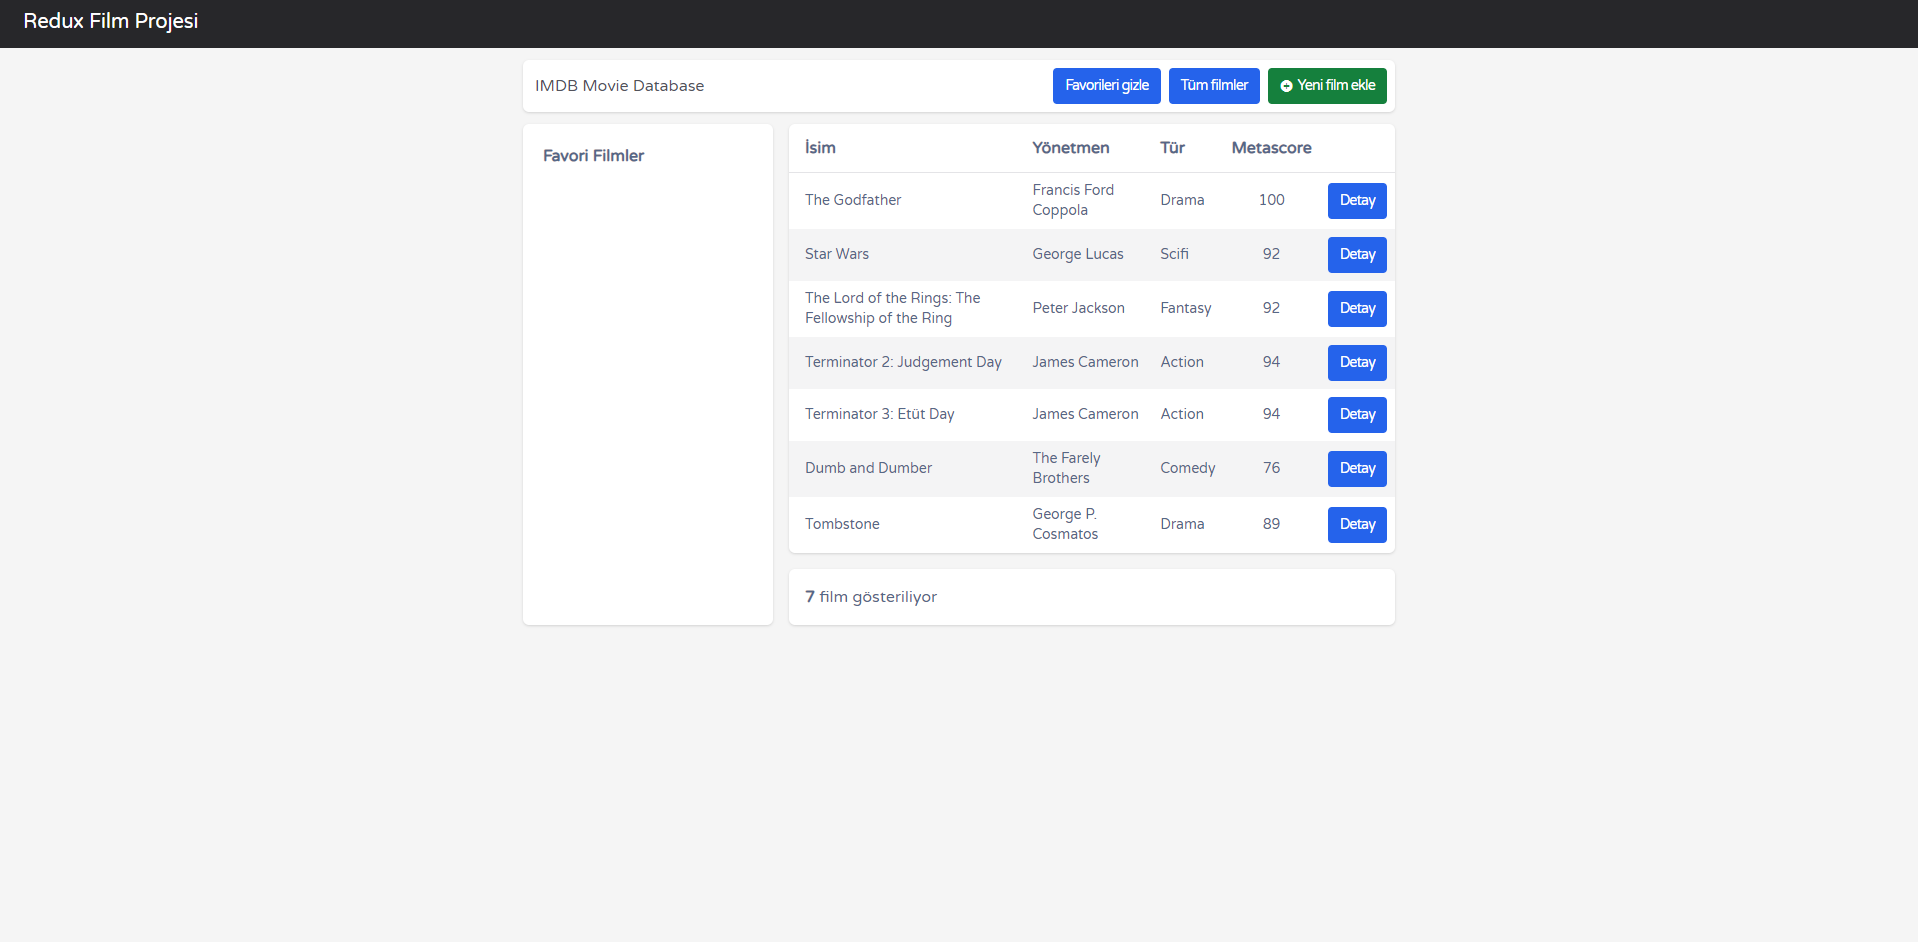 Redux Film Projesi
IMDB Movie Database
Favorileri gizle
Tüm filmler
Yeni film ekle
Favori Filmler
İsim Yönetmen Tür Metascore
The Godfather Francis Ford Coppola Drama 100 Detay
Star Wars George Lucas Scifi 92 Detay
The Lord of the Rings: The Fellowship of the Ring Peter Jackson Fantasy 92 Detay
Terminator 2: Judgement Day James Cameron Action 94 Detay
Terminator 3: Etüt Day James Cameron Action 94 Detay
Dumb and Dumber The Farely Brothers Comedy 76 Detay
Tombstone George P. Cosmatos Drama 89 Detay
7 film gösteriliyor